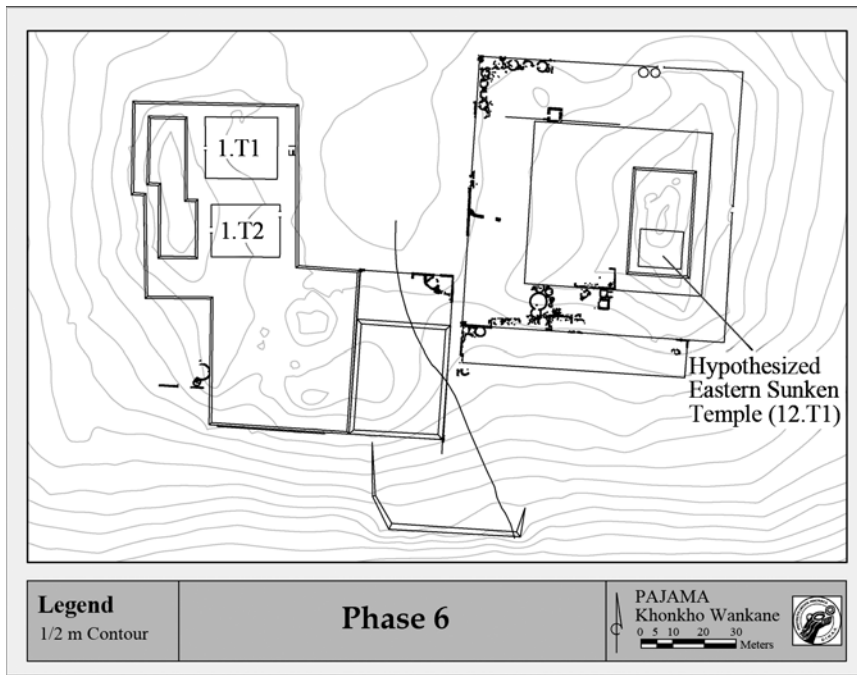 1.T1
1.T2
Hypothesized
Eastern Sunken
Temple (12.T1)
Legend
1/2 m Contour
Phase 6
PAJAMA
Khonkho Wankane
0 5 10 20 30
Meters